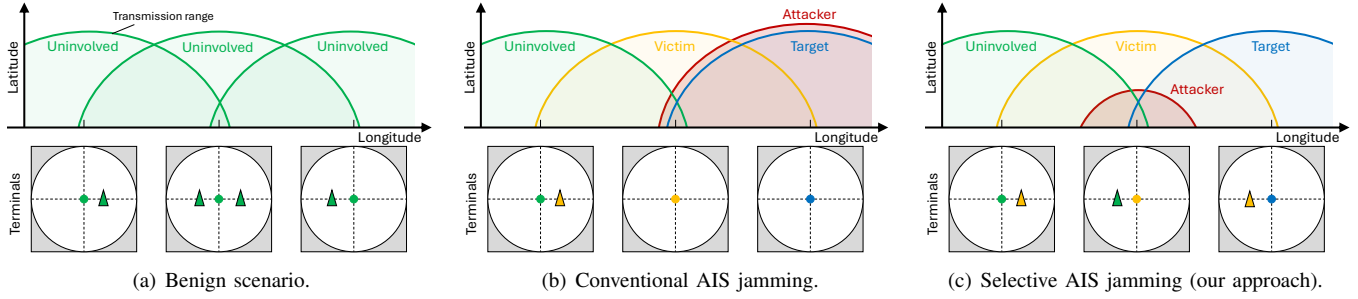 Latitude
Transmission range
Uninvolved
Uninvolved
Uninvolved
Longitude
Terminals
(a) Benign scenario.
Latitude
Attacker
Uninvolved
Victim
Target
Longitude
Terminals
(b) Conventional AIS jamming.
Latitude
Uninvolved
Victim
Target
Attacker
Longitude
Terminals
(c) Selective AIS jamming (our approach).